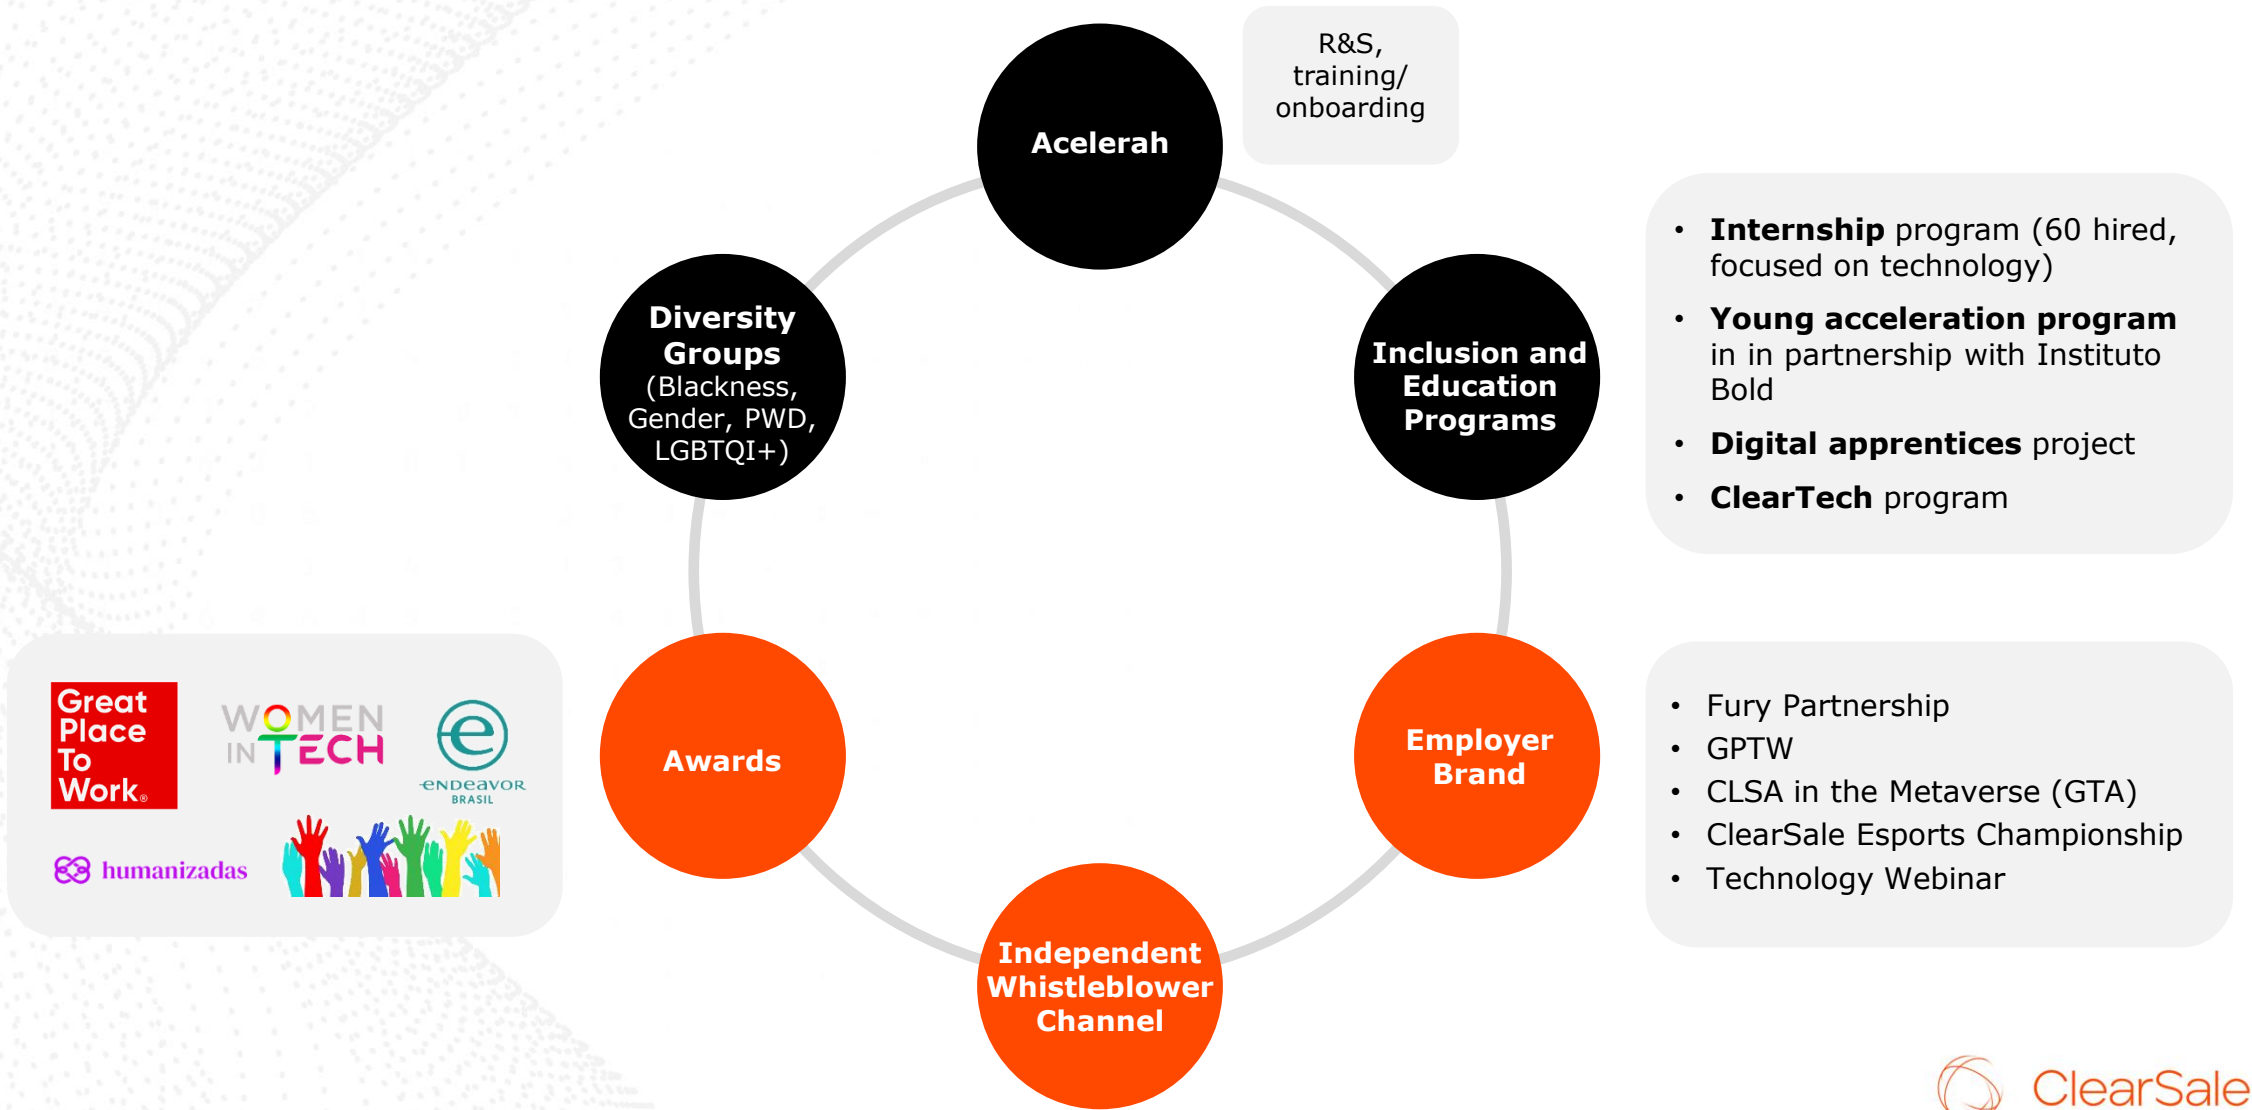 R&S,
training/
onboarding
Acelerah
• Internship program (60 hired,
focused on technology)
• Young acceleration program
in in partnership with Instituto
Bold
• Digital apprentices project
• ClearTech program
Diversity
Groups
(Blackness,
Gender, PWD,
LGBTQI+)
Inclusion and
Education
Programs
Great
Place
To
Work®
WOMEN
IN TECH
e
ENDEAVOR
BRASIL
humanizadas
Awards
Employer
Brand
• Fury Partnership
• GPTW
• CLSA in the Metaverse (GTA)
• ClearSale Esports Championship
• Technology Webinar
Independent
Whistleblower
Channel
ClearSale